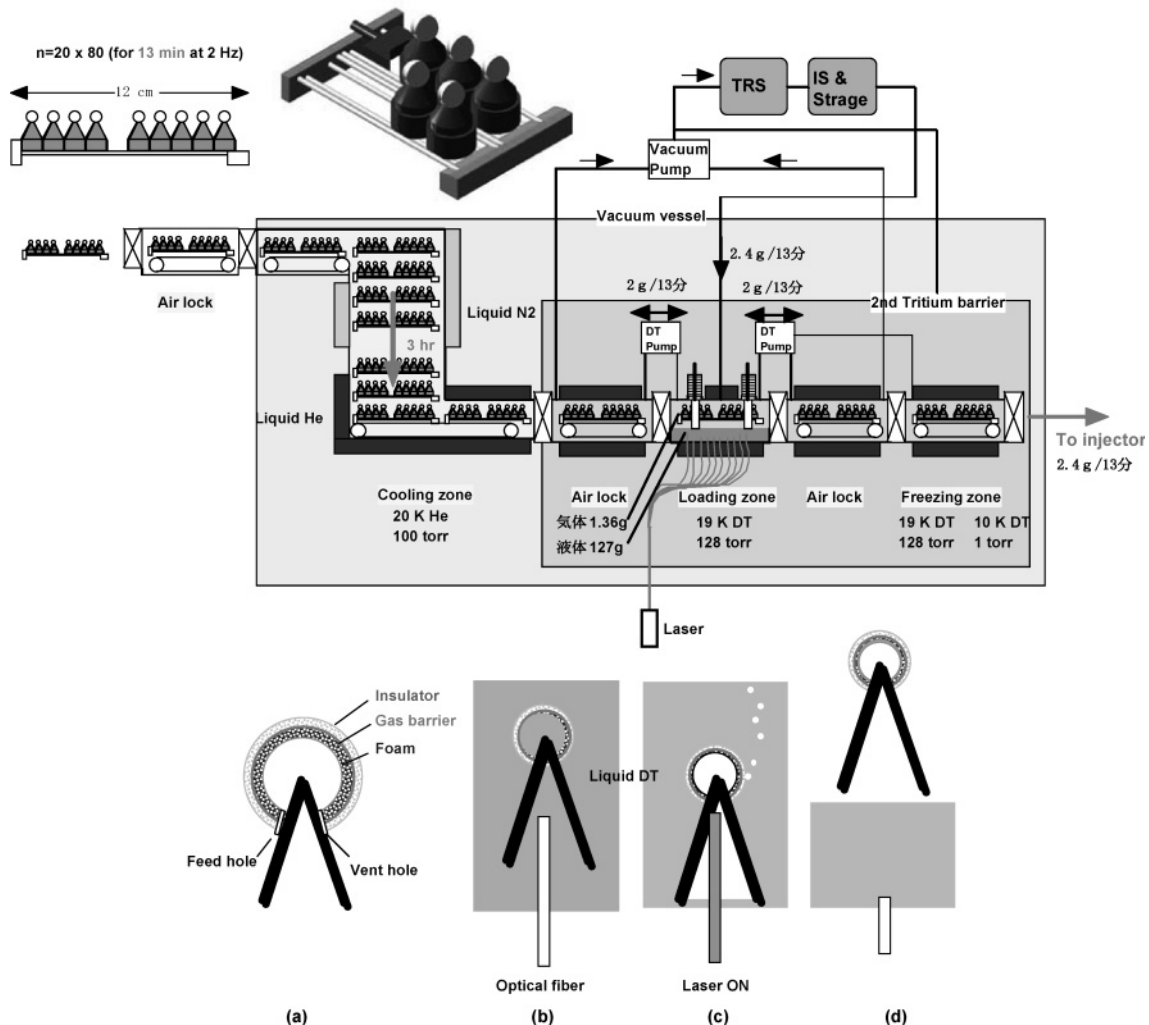 n=20 x 80 (for 13 min at 2 Hz)
12 cm
TRS
IS &
Strage
Vacuum
Pump
Vacuum vessel
2.4g/13分
2g/13分
2g/13分
2nd Tritium barrier
Air lock
Liquid N2
DT
Pump
DT
Pump
3 hr
Liquid He
To injector
2.4g/13分
Cooling zone
20 K He
100 torr
Air lock
気体 1.36g
液体 127g
Loading zone
19 K DT
128 torr
Air lock
Freezing zone
19 K DT 10 K DT
128 torr 1 torr
Laser
Insulator
Gas barrier
Foam
Liquid DT
Feed hole
Vent hole
Optical fiber
Laser ON
(a)
(b)
(c)
(d)